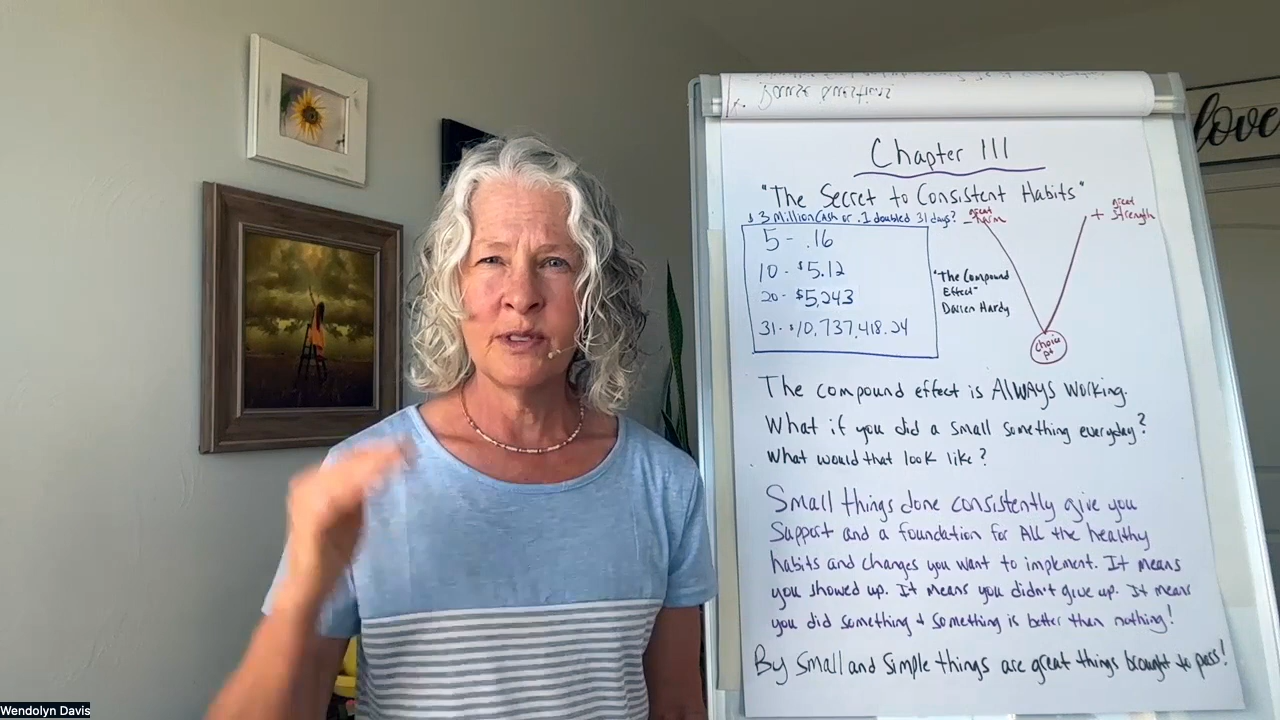 Chapter III
"The Secret to Consistent Habits"
$3 Million Cash or .1 doubled 31 days?
great
- harm
great
+ strength
5 - .16
10 - $5.12
20 - $5,243
31 - $10,737,418.24
"The Compound
Effect"
Darren Hardy
choice
pt
The compound effect is ALWAYS working.
What if you did a small something everyday?
What would that look like?
Small things done consistently give you
support and a foundation for All the healthy
habits and changes you want to implement. It means
you showed up. It means you didn't give up. It means
you did something + something is better than nothing!
By small and simple things are great things brought to pass!
love
Wendolyn Davis